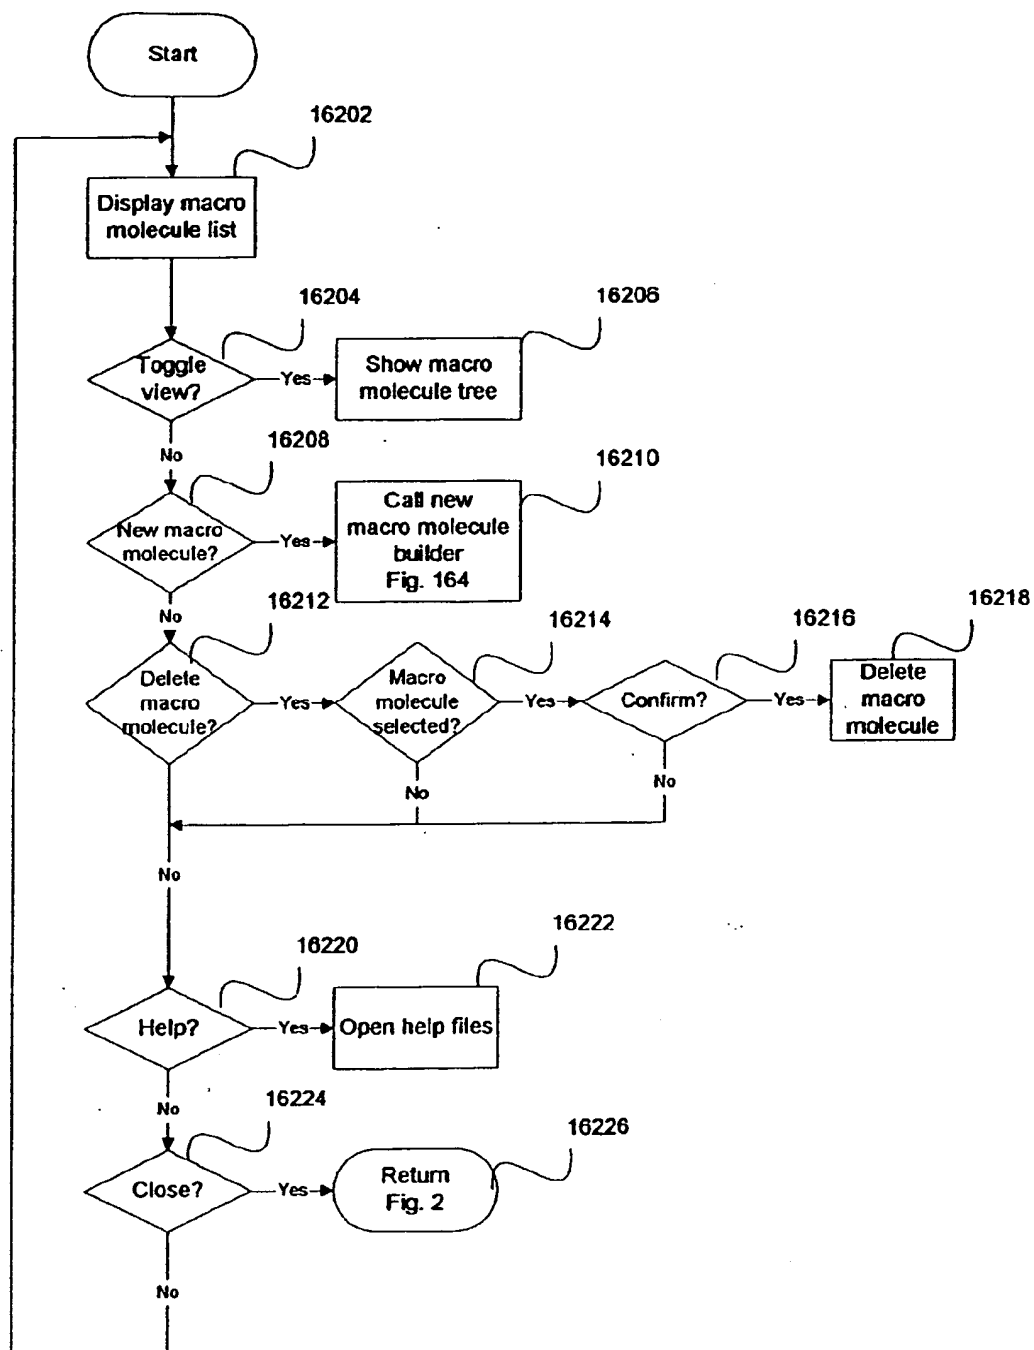 Start
16202
Display macro
molecule list
16204
16206
Toggle
view?
Yes
Show macro
molecule tree
No
16208
16210
New macro
molecule?
Yes
Call new
macro molecule
builder
Fig. 164
No
16212
16214
16216
16218
Delete
macro
molecule?
Yes
Macro
molecule
selected?
Yes
Confirm?
Yes
Delete
macro
molecule
No
No
No
16220
16222
Help?
Yes
Open help files
No
16224
16226
Close?
Yes
Return
Fig. 2
No